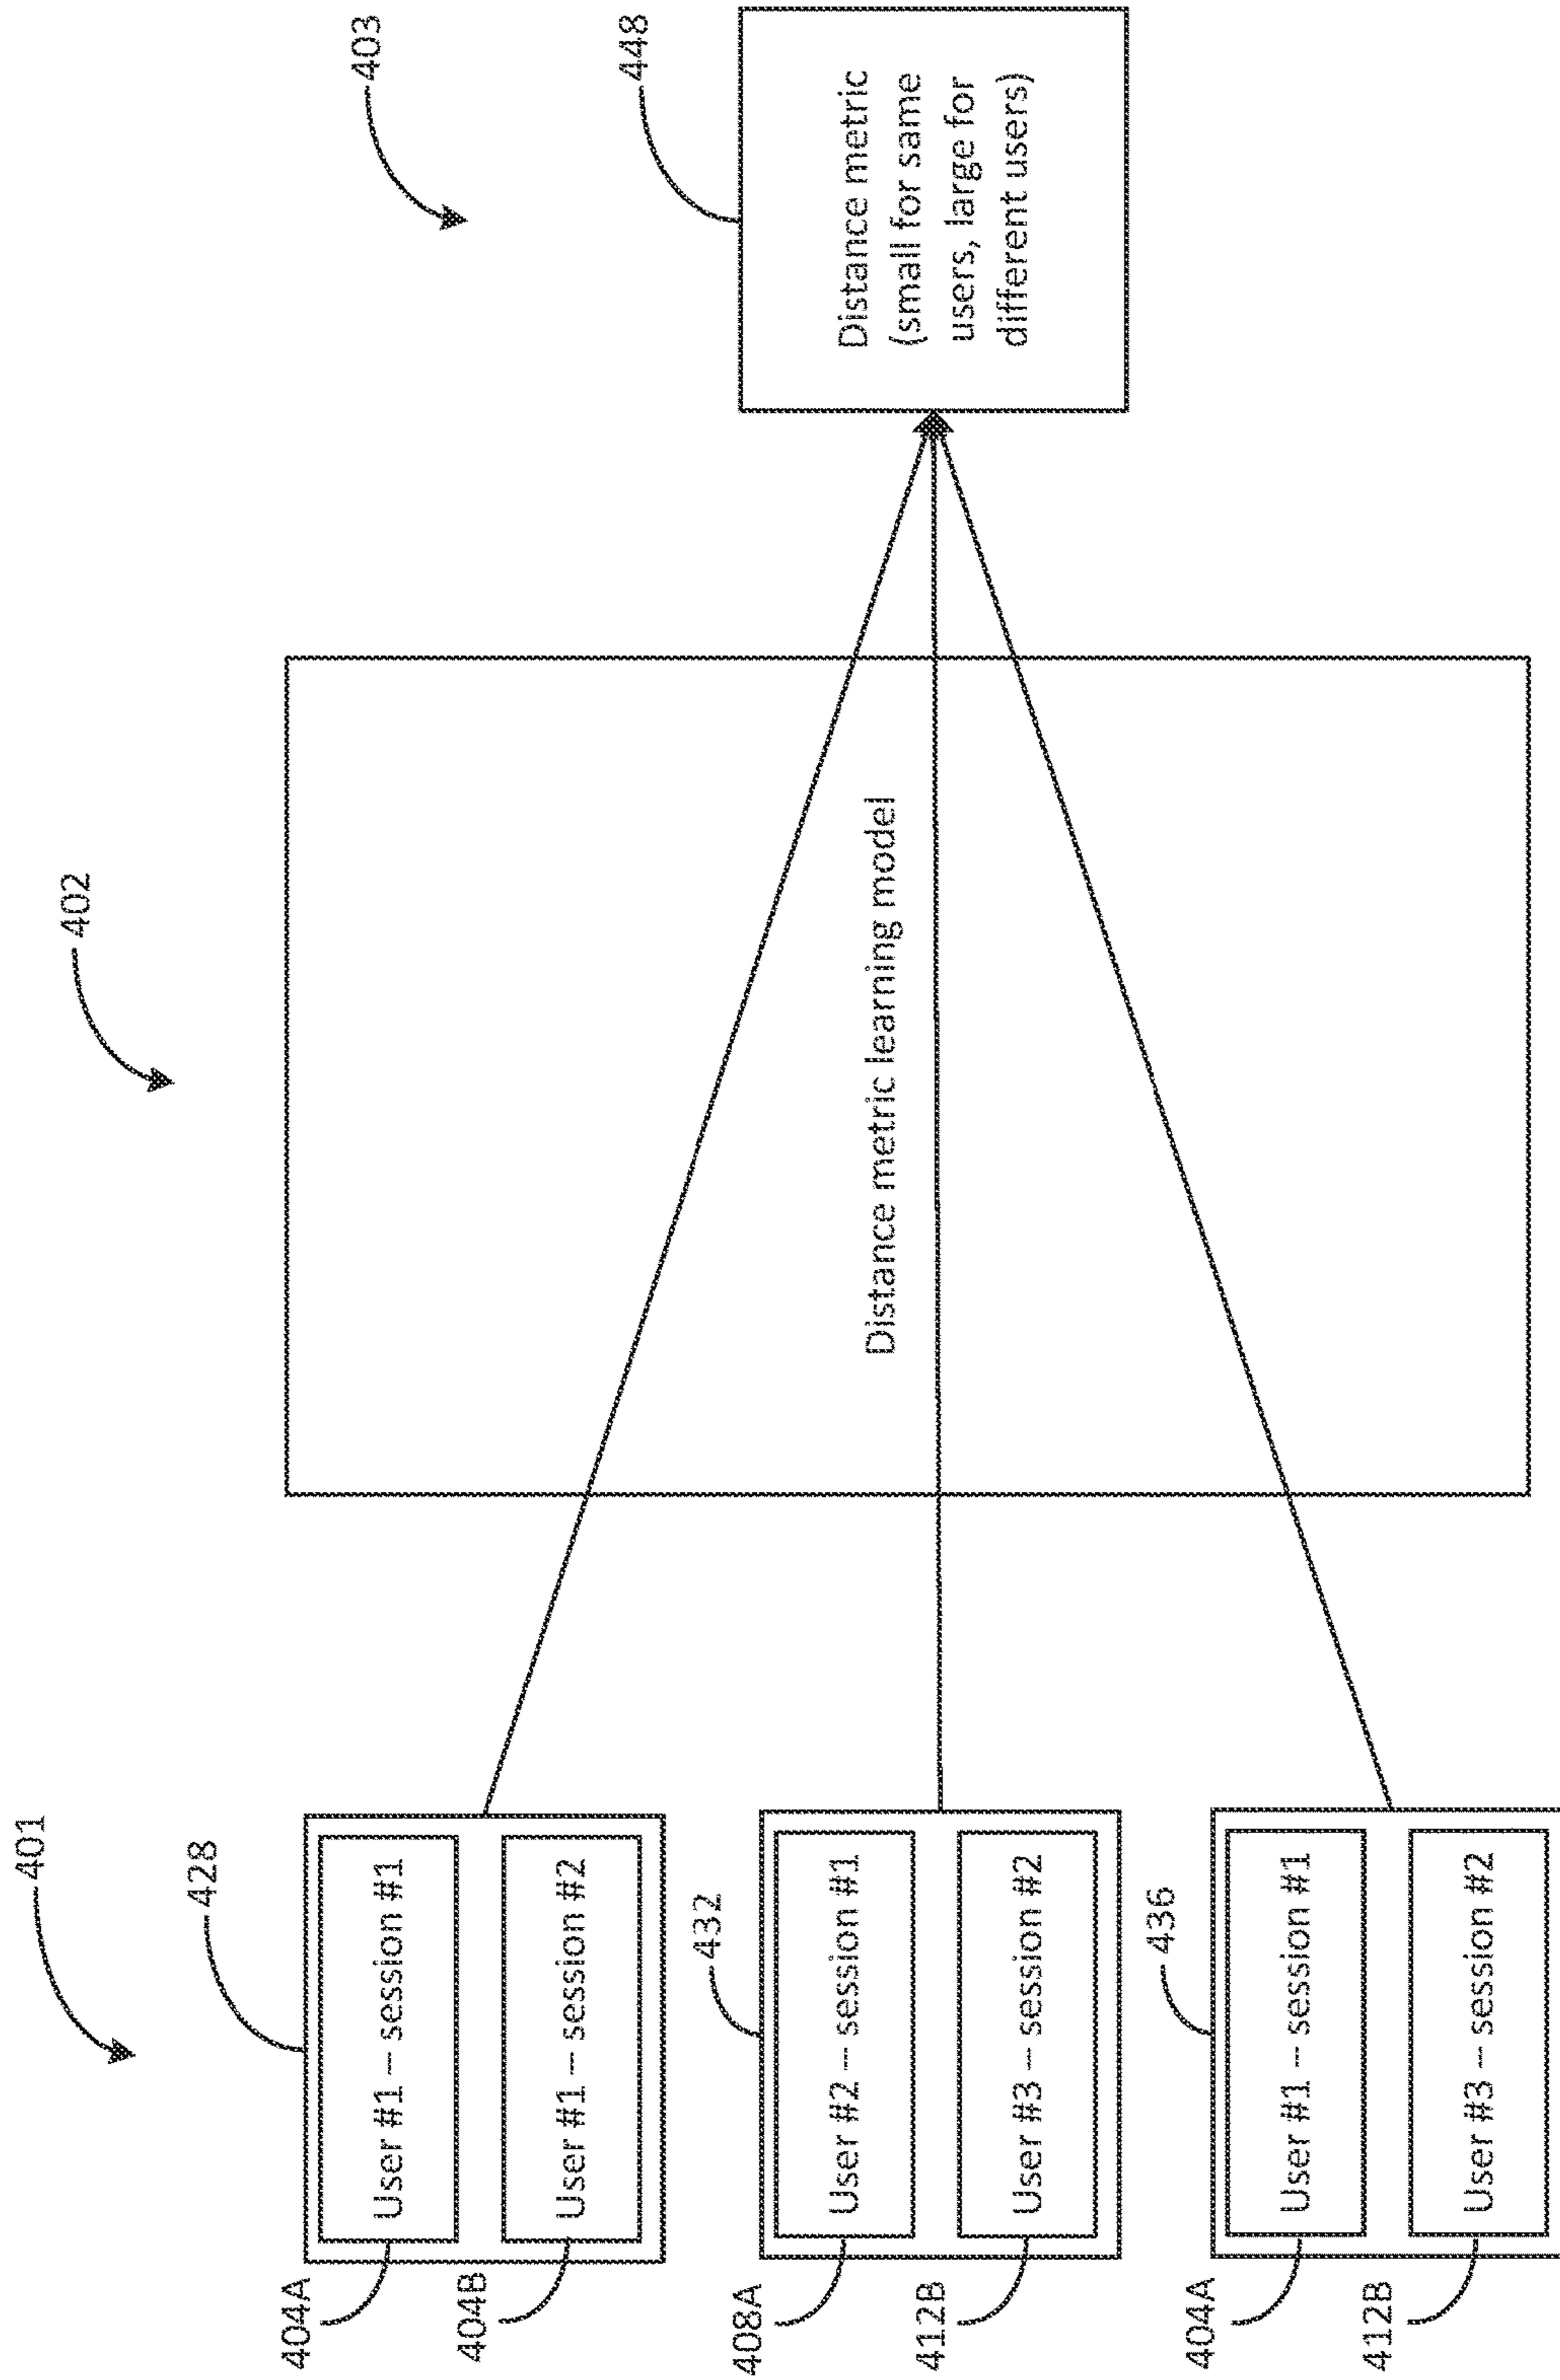 401
402
403
428
404A
User #1 – session #1
404B
User #1 – session #2
432
408A
User #2 – session #1
412B
User #3 – session #2
436
404A
User #1 – session #1
412B
User #3 – session #2
Distance metric learning model
448
Distance metric
(small for same
users, large for
different users)